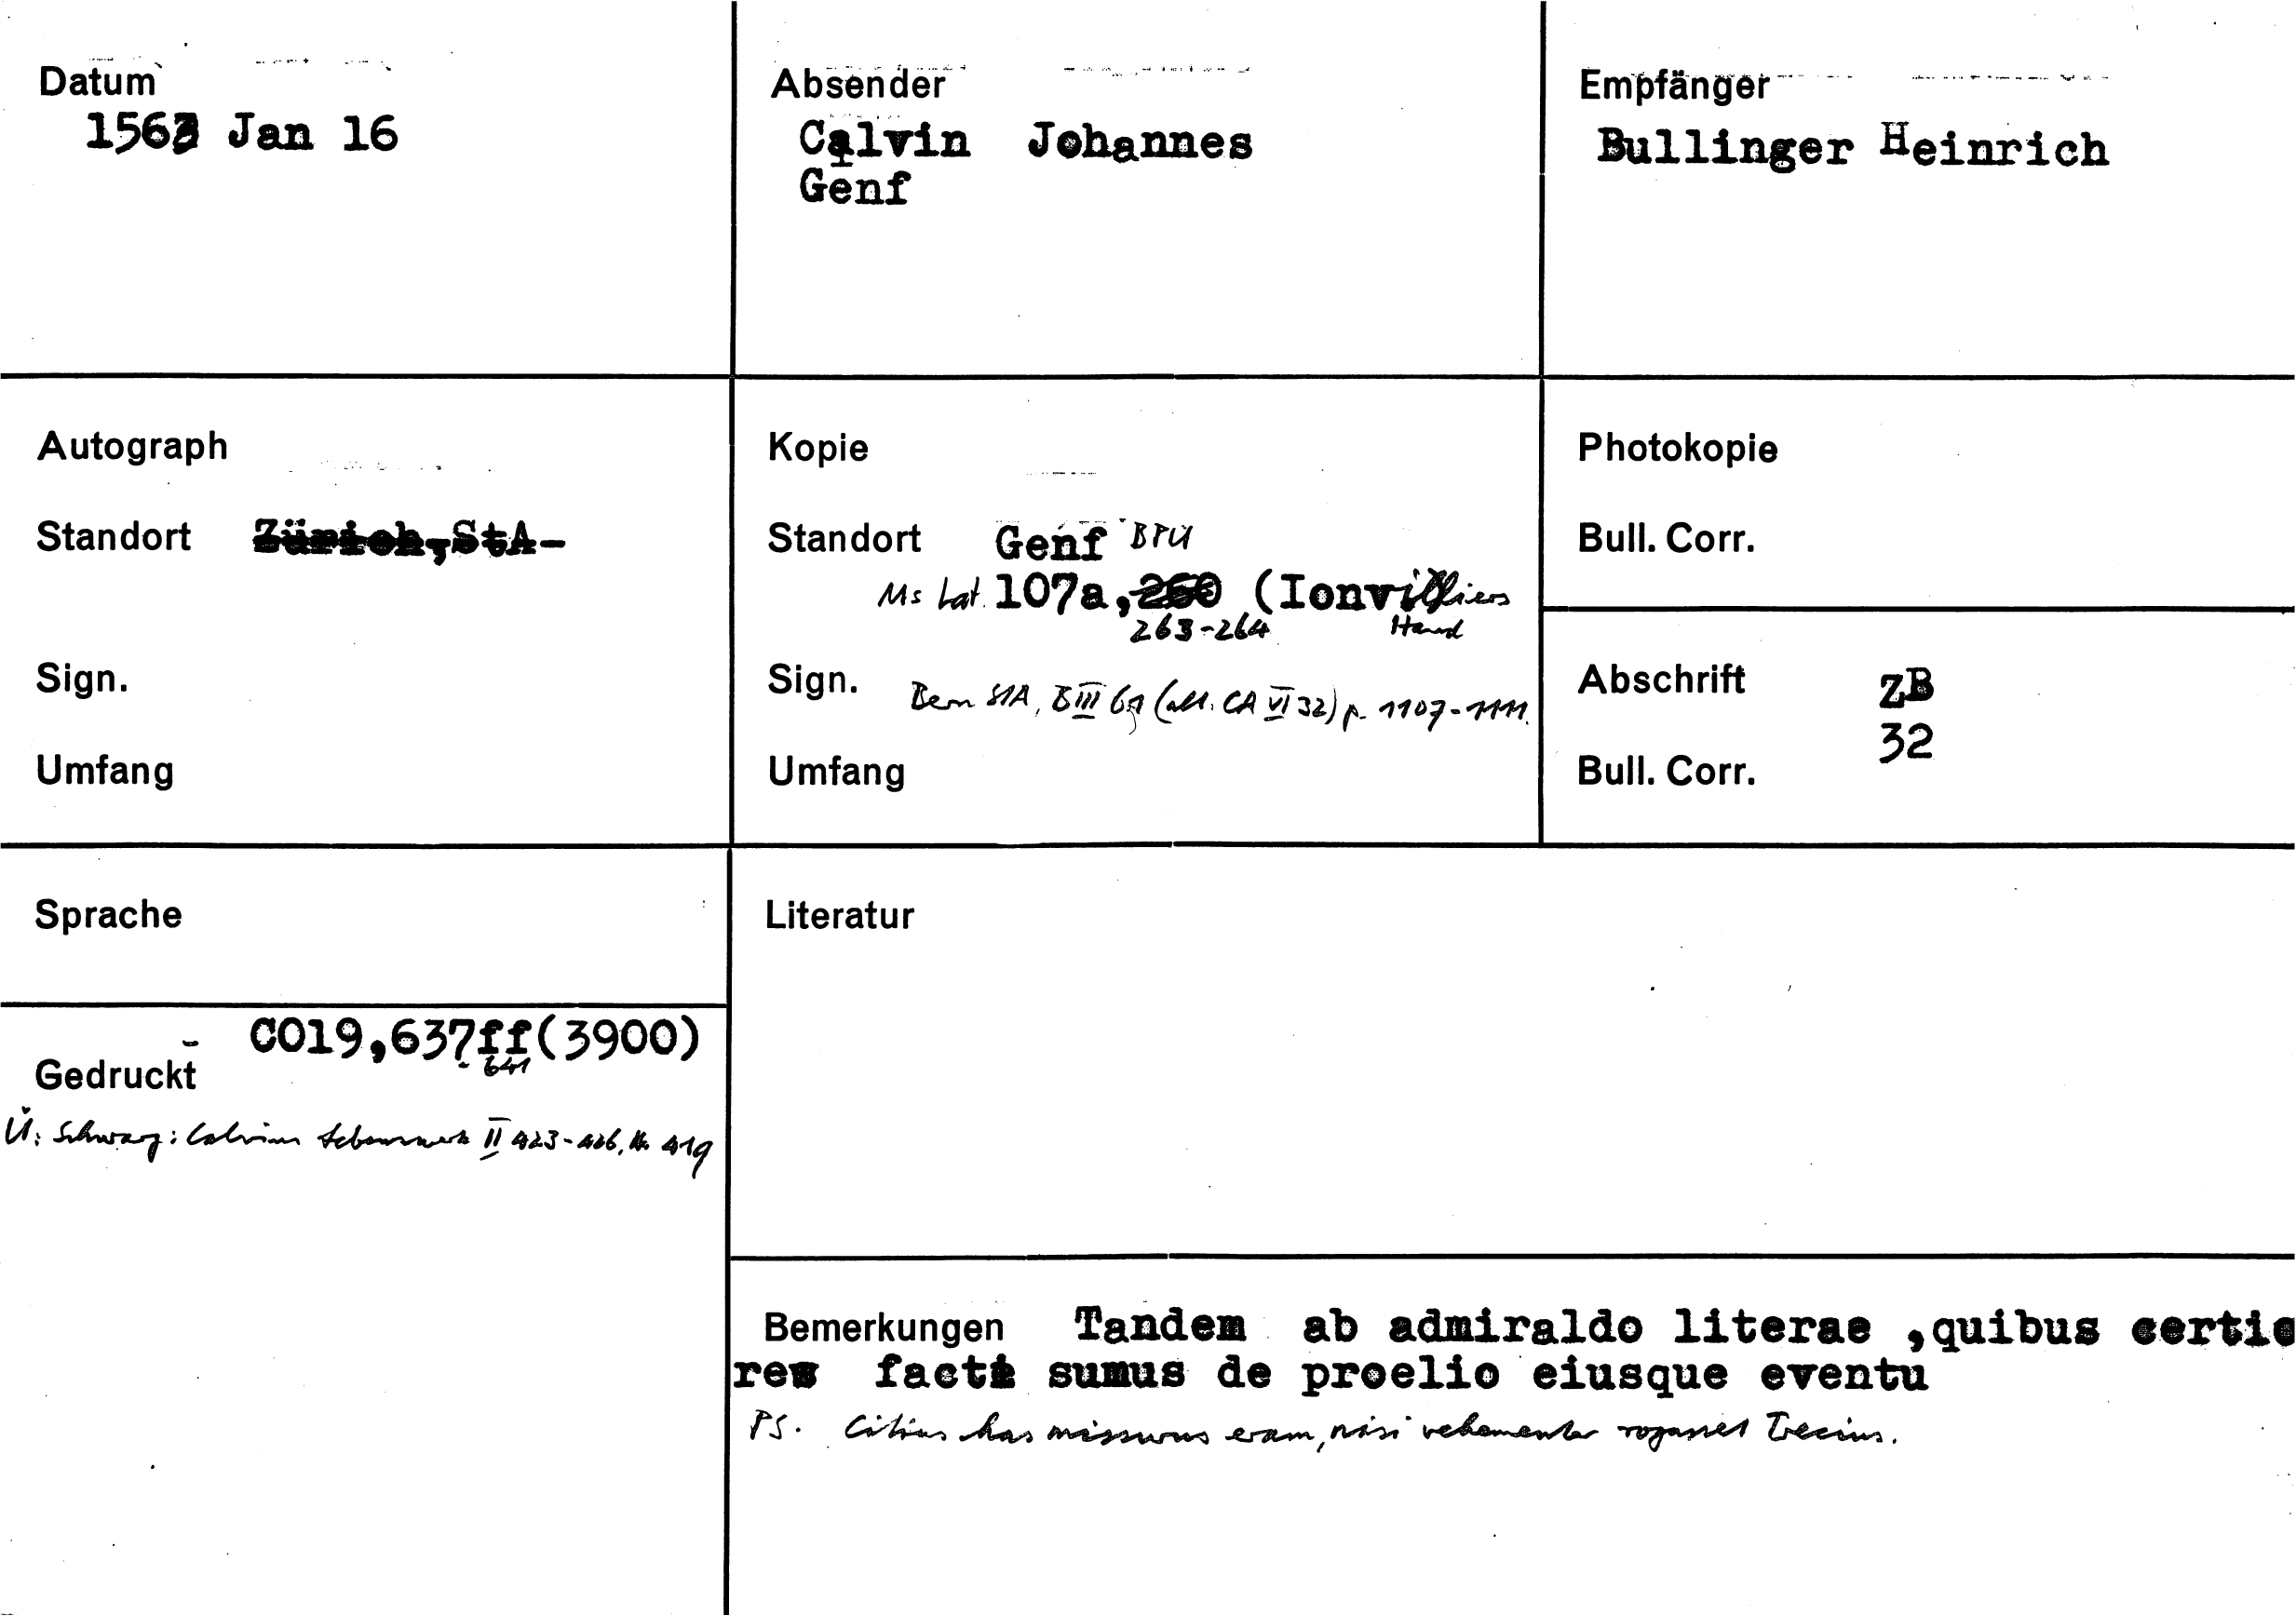 Datum
1563 Jan 16
Absender
Calvin Johannes
Genf
Empfänger
Bullinger Heinrich
Autograph
Standort Zürich, StA-
Sign.
Umfang
Kopie
Standort Genf BPU
Ms Lat. 107a, 260 (Ionvilliers
263-264 Hand
Sign. Bern StA, B III 69 (alt. CA VI 32) p. 1107-1111.
Umfang
Photokopie
Bull. Corr.
Abschrift ZB
32
Bull. Corr.
Sprache
Literatur
CO19,637ff(3900)
- 641
Gedruckt
Ü: Schwarz: Calvins Lebenswerk II 423-426, Nr. 419
Bemerkungen Tandem ab admiraldo literae ,quibus certio
res facti sumus de proelio eiusque eventu
PS. Citius has missurus eram, nisi vehementer rogasset Trecius.